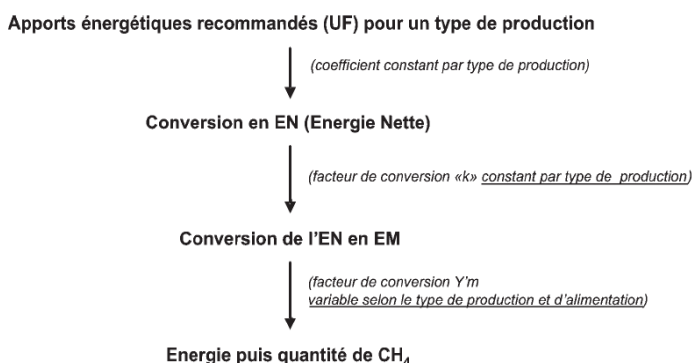 Apports énergétiques recommandés (UF) pour un type de production
(coefficient constant par type de production)
Conversion en EN (Energie Nette)
(facteur de conversion «k» constant par type de production)
Conversion de l'EN en EM
(facteur de conversion Y'm
variable selon le type de production et d'alimentation)
Energie puis quantité de CH₄